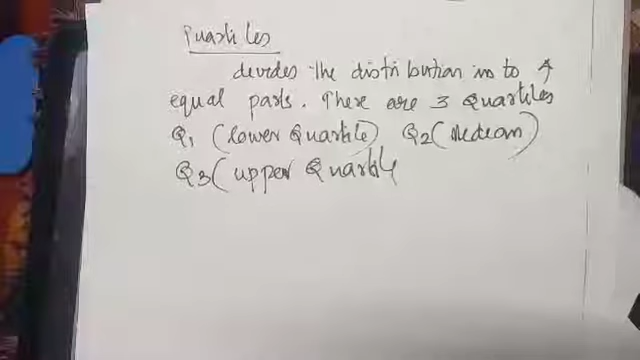 Quartiles
devides the distribution in to 4
equal parts. There are 3 Quartiles
Q1 (lower Quartile) Q2 (Median)
Q3 (upper Quartile